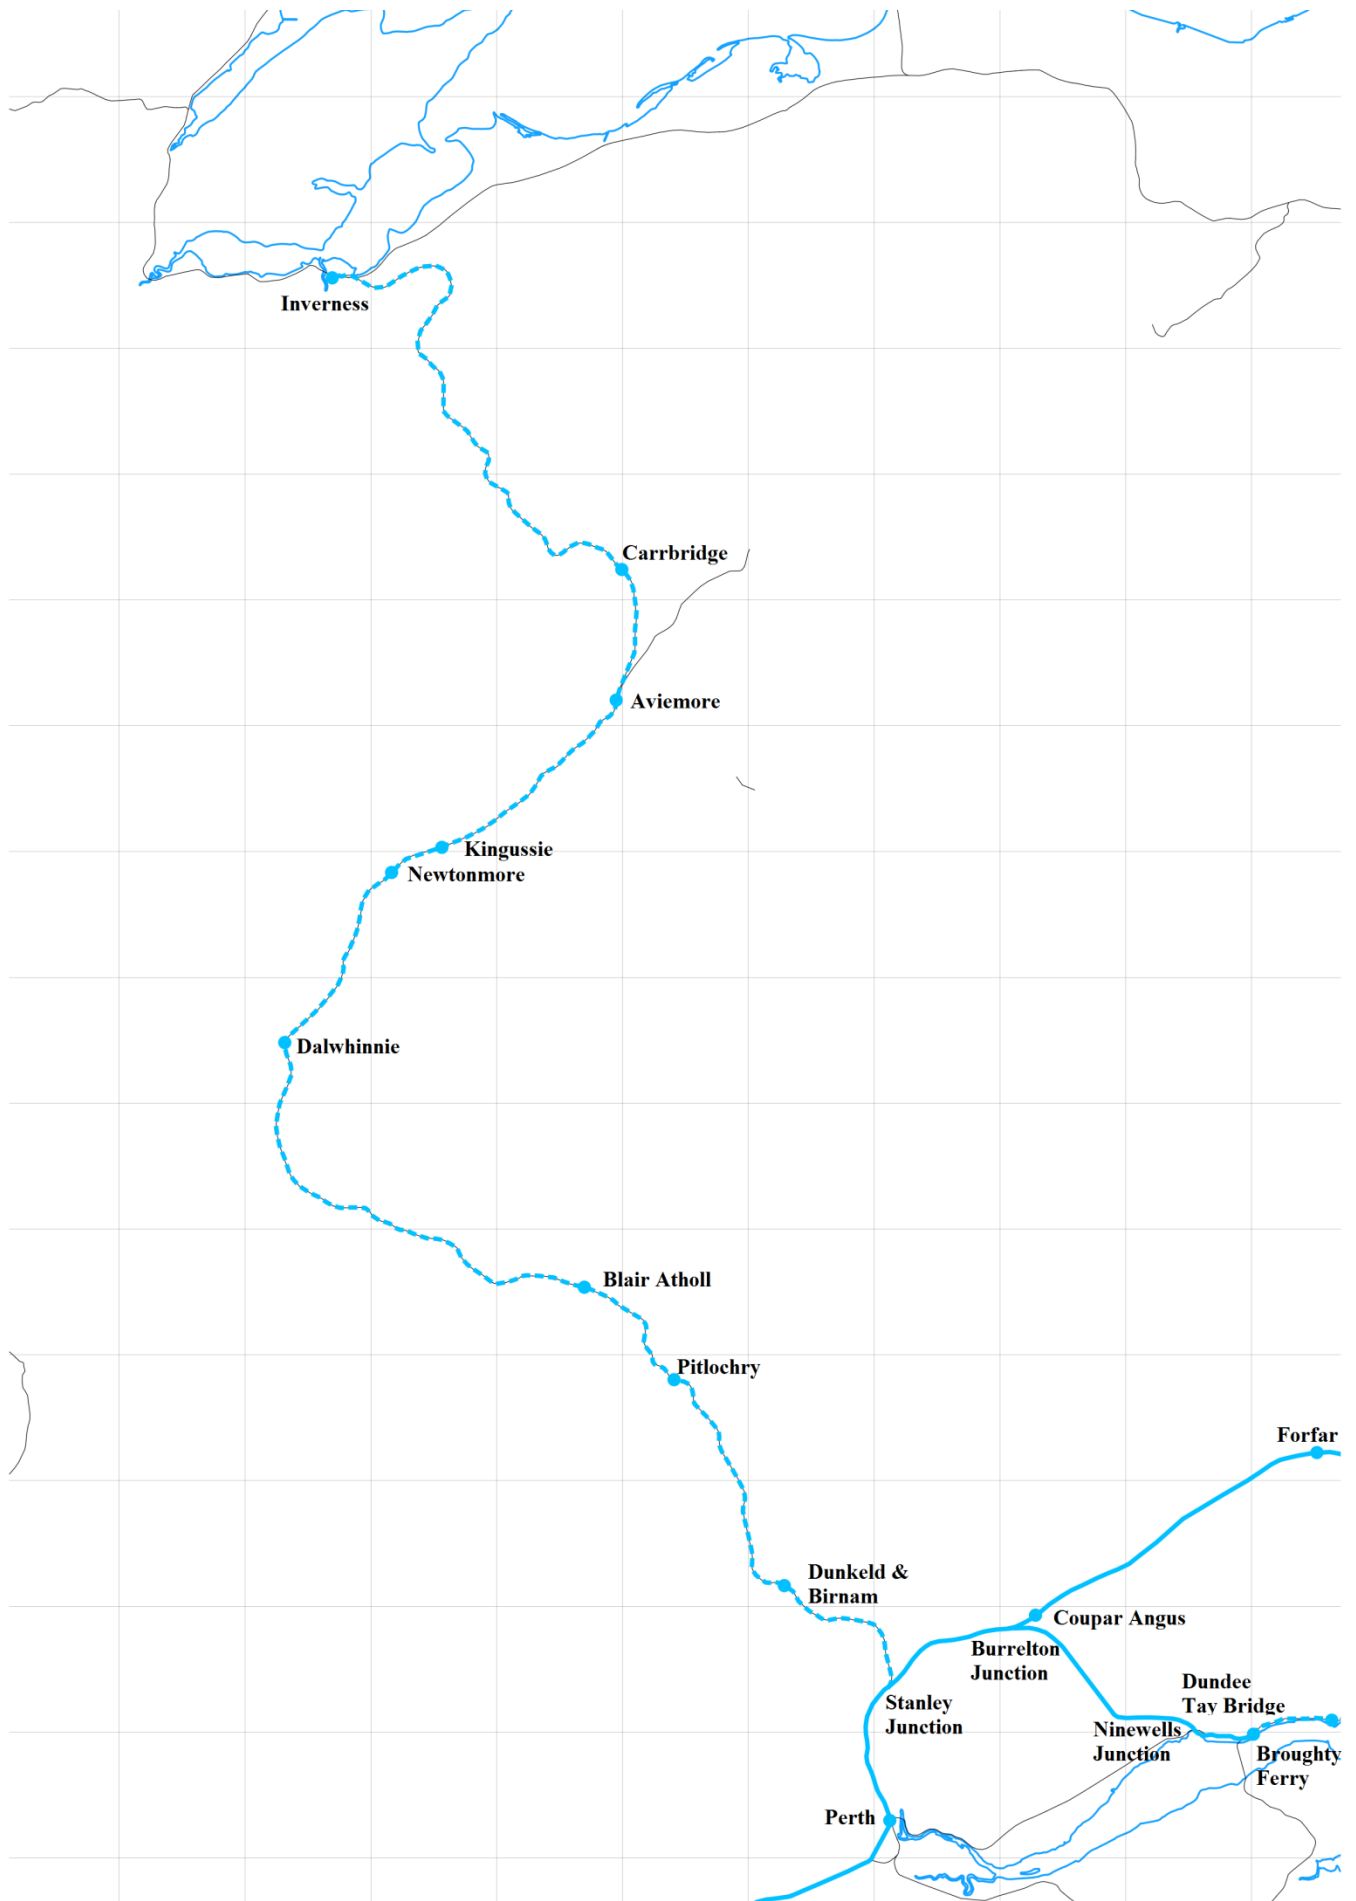 Inverness
Carrbridge
Aviemore
Kingussie
Newtonmore
Dalwhinnie
Blair Atholl
Pitlochry
Forfar
Dunkeld &
Birnam
Coupar Angus
Burrelton
Junction
Dundee
Tay Bridge
Stanley
Junction
Ninewells
Junction
Broughty
Ferry
Perth